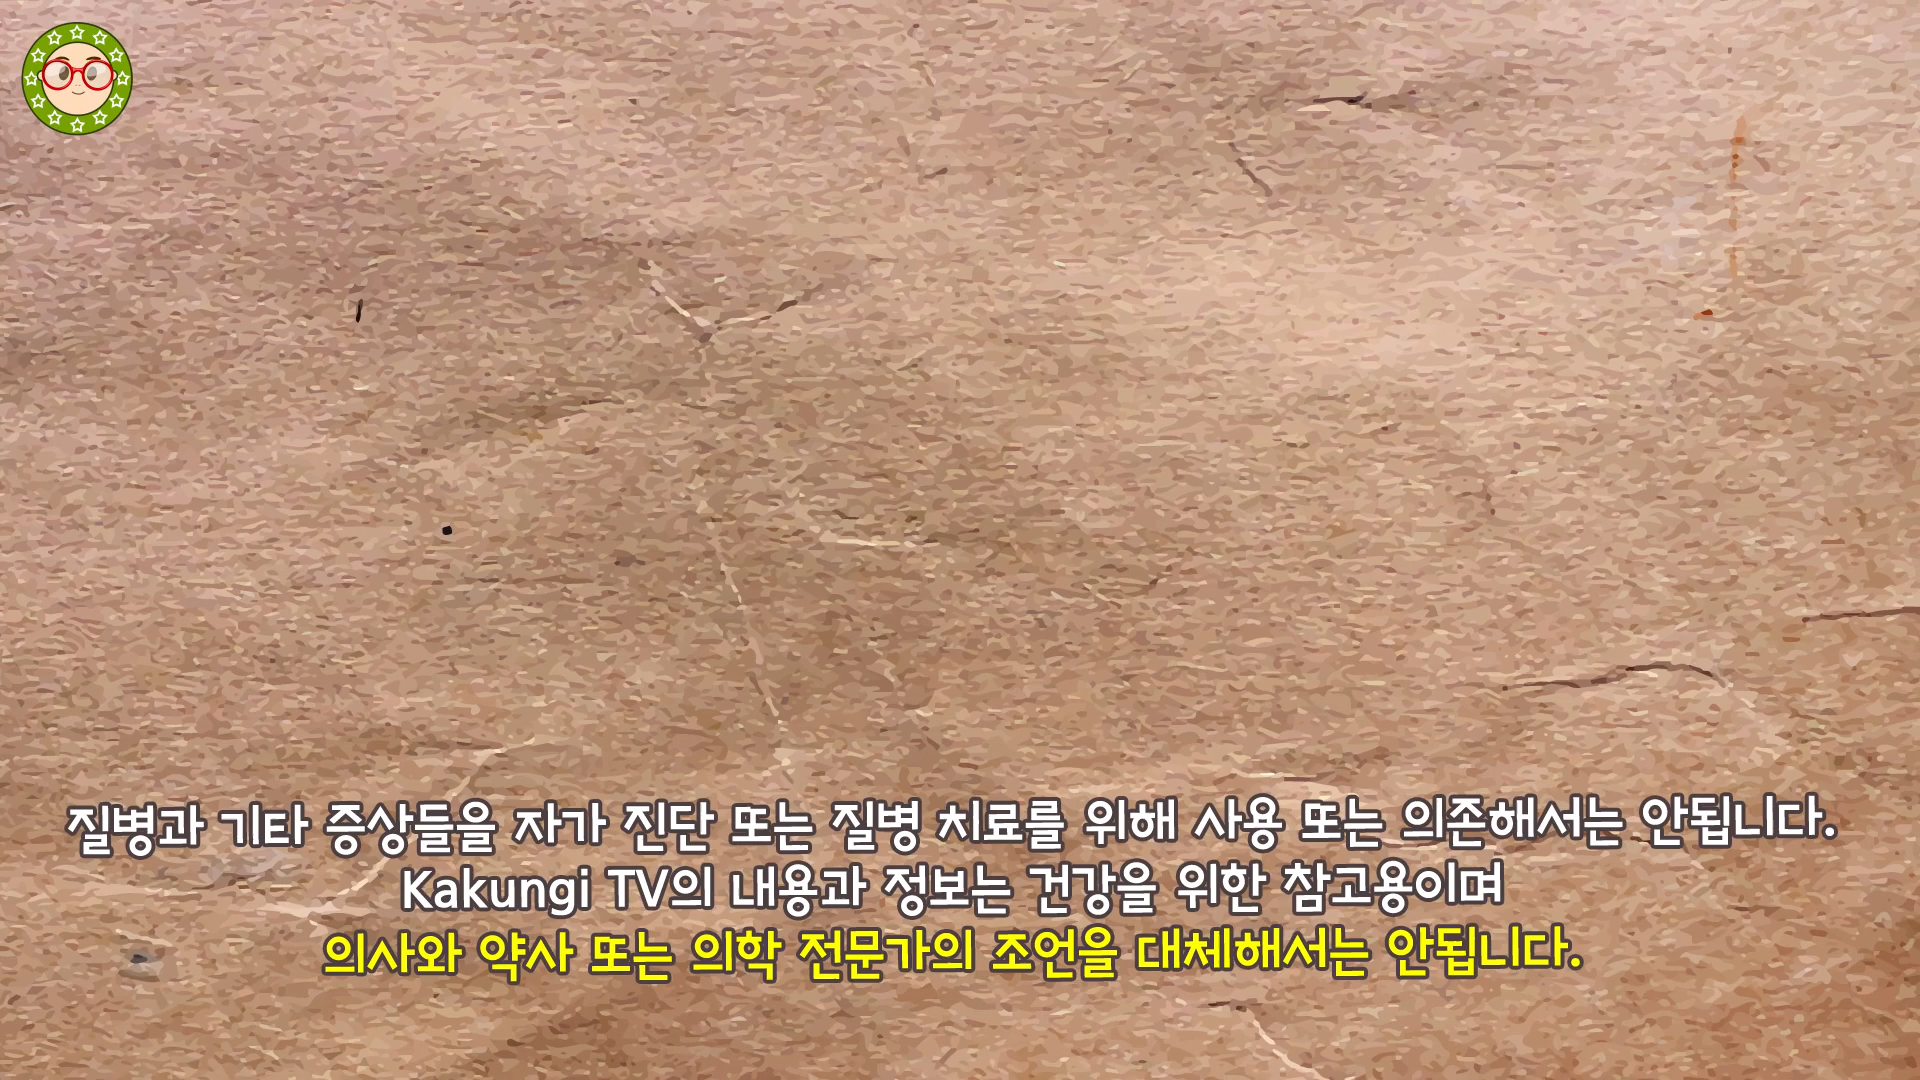 질병과 기타 증상들을 자가 진단 또는 질병 치료를 위해 사용 또는 의존해서는 안됩니다.
Kakungi TV의 내용과 정보는 건강을 위한 참고용이며
의사와 약사 또는 의학 전문가의 조언을 대체해서는 안됩니다.